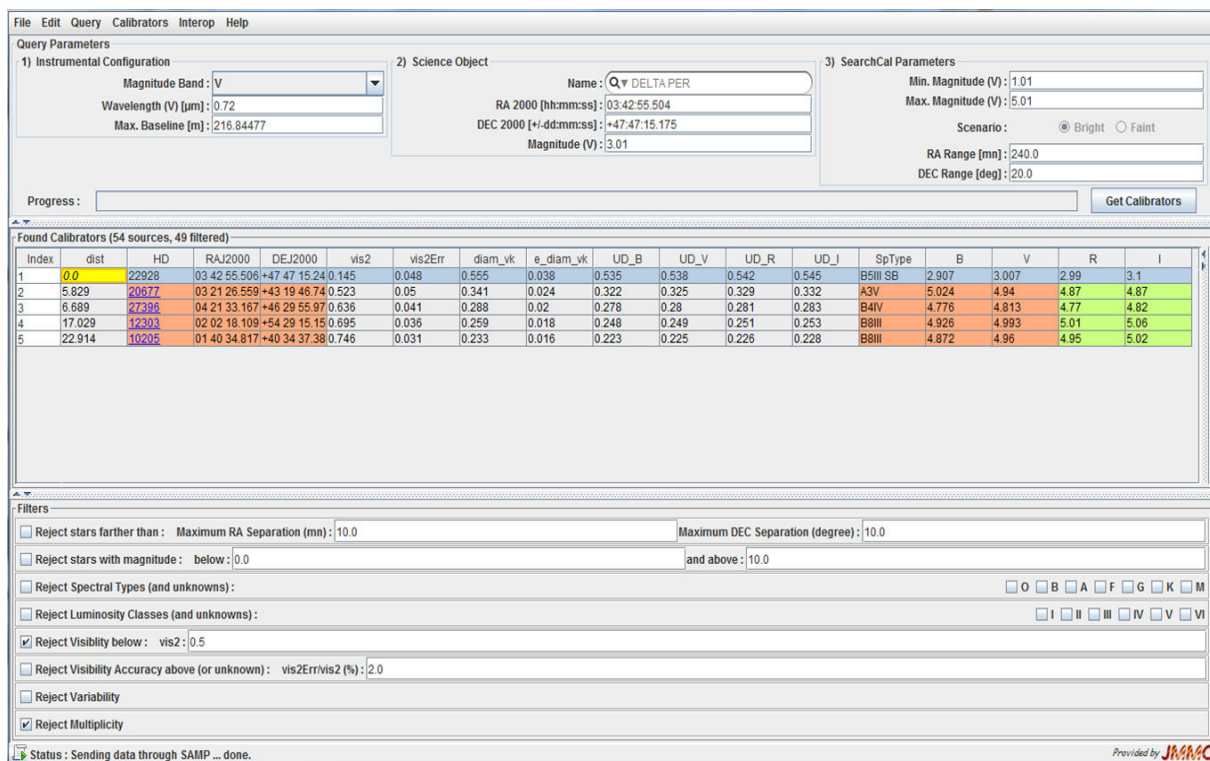 File Edit Query Calibrators Interop Help
Query Parameters
1) Instrumental Configuration
Magnitude Band : V
Wavelength (V) [µm] : 0.72
Max. Baseline [m] : 216.84477
2) Science Object
Name : DELTA PER
RA 2000 [hh:mm:ss] : 03:42:55.504
DEC 2000 [+/-dd:mm:ss] : +47:47:15.175
Magnitude (V) : 3.01
3) SearchCal Parameters
Min. Magnitude (V) : 1.01
Max. Magnitude (V) : 5.01
Scenario : Bright Faint
RA Range [mn] : 240.0
DEC Range [deg] : 20.0
Progress :
Get Calibrators
Found Calibrators (54 sources, 49 filtered)
Index dist HD RAJ2000 DEJ2000 vis2 vis2Err diam_vk e_diam_vk UD_B UD_V UD_R UD_I SpType B V R I
1 0.0 22928 03 42 55.506 +47 47 15.24 0.145 0.048 0.555 0.038 0.535 0.538 0.542 0.545 B5III SB 2.907 3.007 2.99 3.1
2 5.829 20677 03 21 26.559 +43 19 46.74 0.523 0.05 0.341 0.024 0.322 0.325 0.329 0.332 A3V 5.024 4.94 4.87 4.87
3 6.689 27396 04 21 33.167 +46 29 55.97 0.636 0.041 0.288 0.02 0.278 0.28 0.281 0.283 B4IV 4.776 4.813 4.77 4.82
4 17.029 12303 02 02 18.109 +54 29 15.15 0.695 0.036 0.259 0.018 0.248 0.249 0.251 0.253 B8III 4.926 4.993 5.01 5.06
5 22.914 10205 01 40 34.817 +40 34 37.38 0.746 0.031 0.233 0.016 0.223 0.225 0.226 0.228 B8III 4.872 4.96 4.95 5.02
Filters
Reject stars farther than : Maximum RA Separation (mn) : 10.0 Maximum DEC Separation (degree) : 10.0
Reject stars with magnitude : below : 0.0 and above : 10.0
Reject Spectral Types (and unknowns) : O B A F G K M
Reject Luminosity Classes (and unknowns) : I II III IV V VI
Reject Visiblity below : vis2 : 0.5
Reject Visibility Accuracy above (or unknown) : vis2Err/vis2 (%) : 2.0
Reject Variability
Reject Multiplicity
Status : Sending data through SAMP ... done.
Provided by JMMC